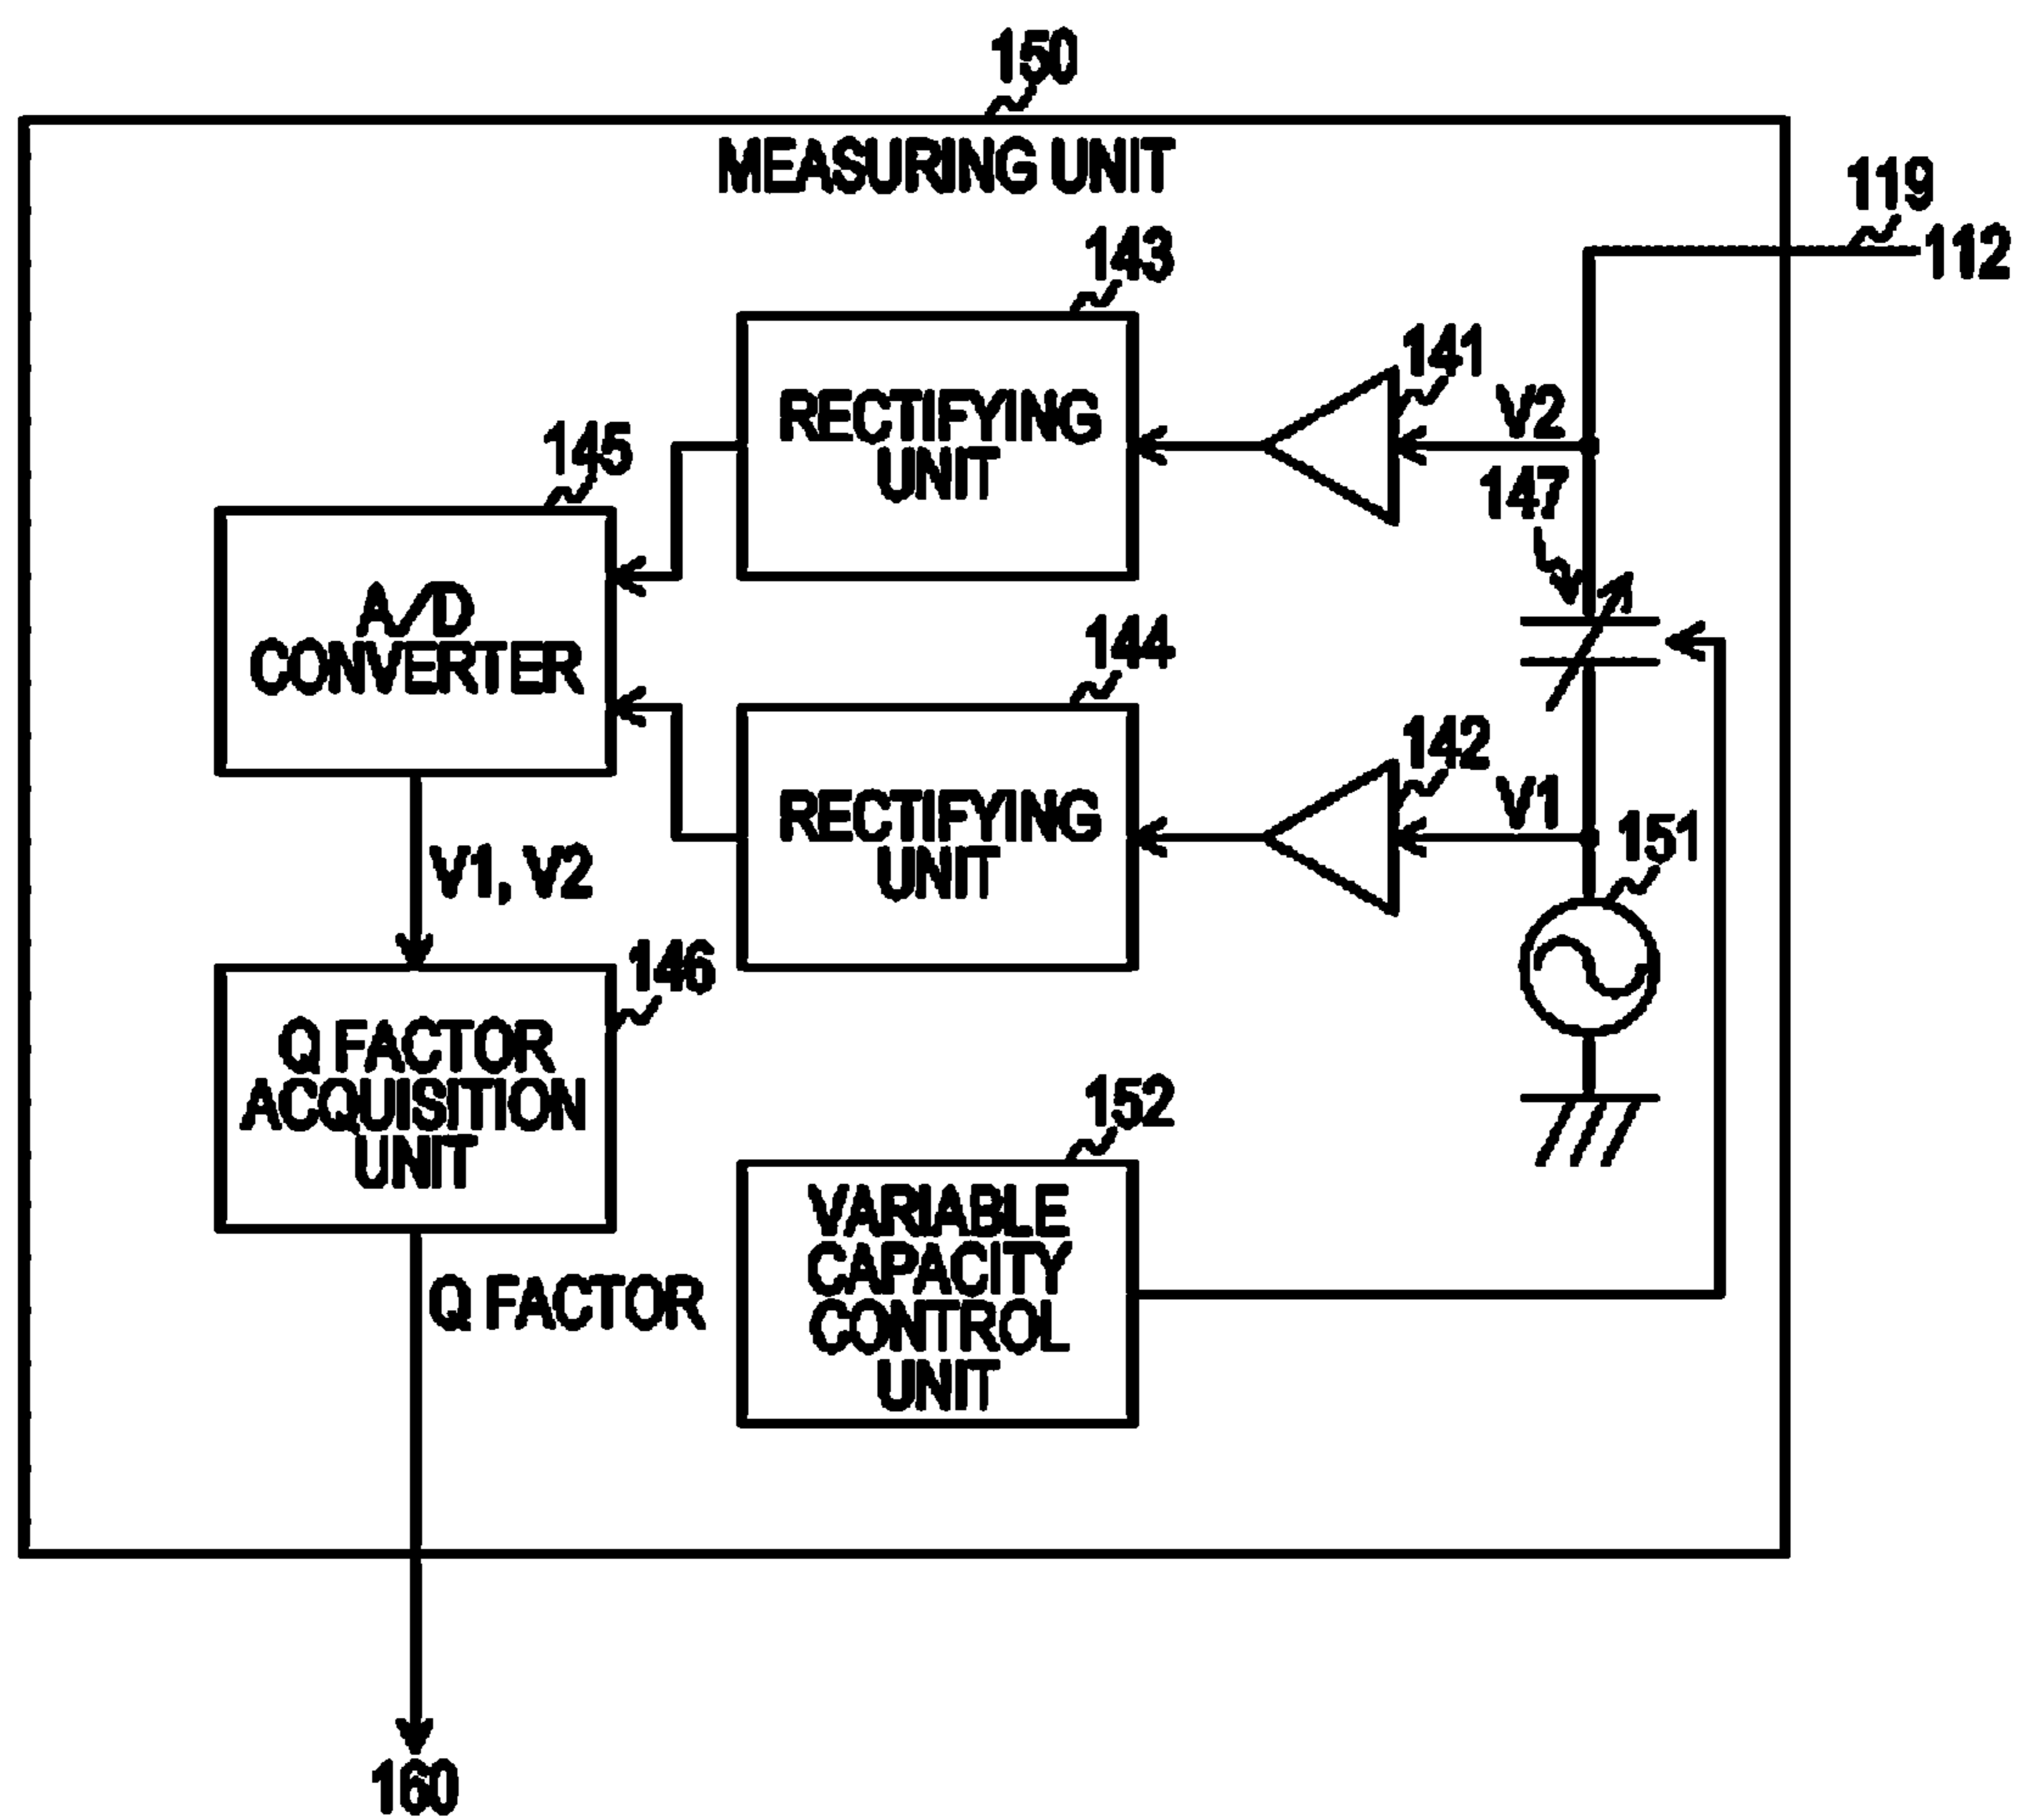 150
MEASURING UNIT
119
112
143
141
RECTIFYING
UNIT
V2
145
147
A/D
CONVERTER
144
142
RECTIFYING
UNIT
V1
151
V1, V2
146
Q FACTOR
ACQUISITION
UNIT
152
VARIABLE
CAPACITY
CONTROL
UNIT
Q FACTOR
160